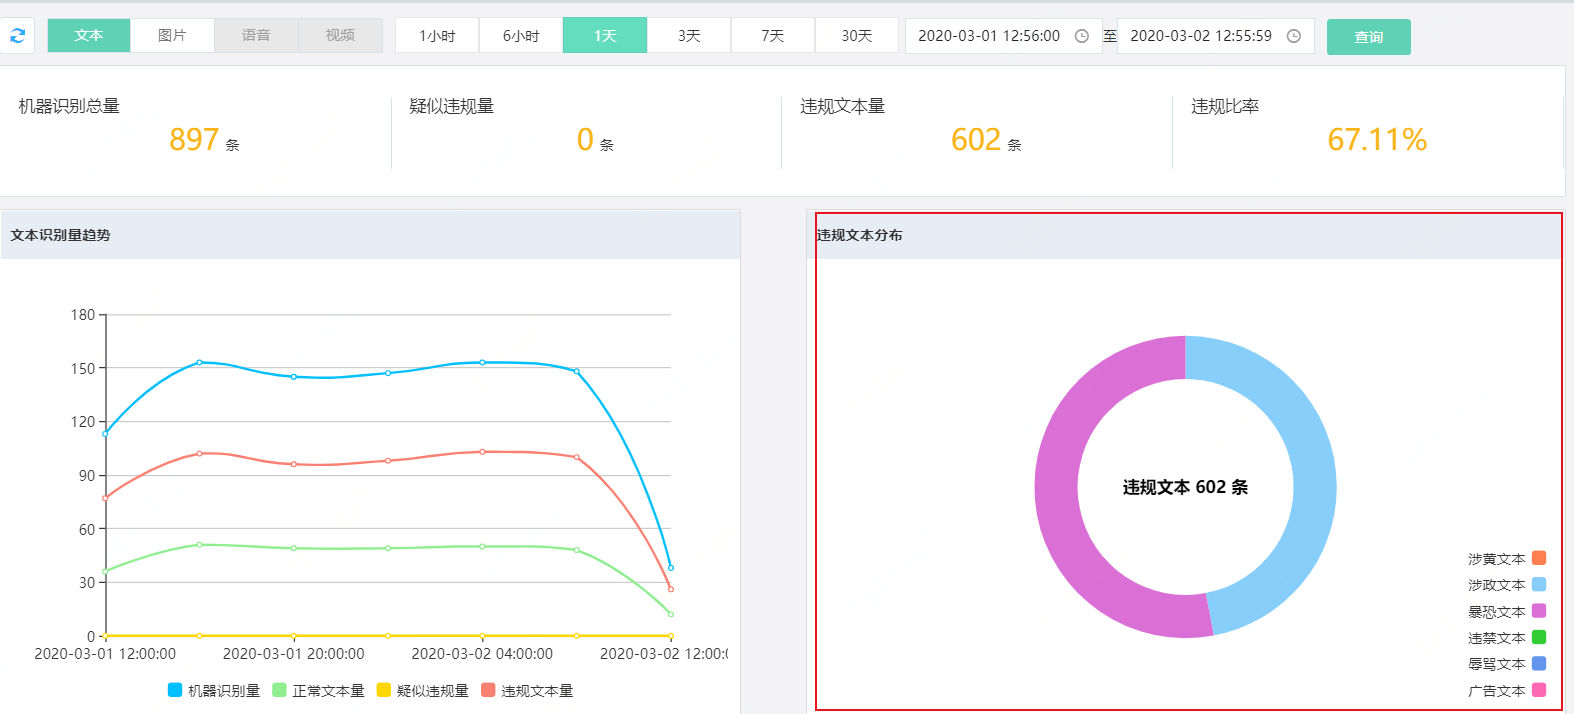 文本 图片 语音 视频 1小时 6小时 1天 3天 7天 30天 2020-03-01 12:56:00 至 2020-03-02 12:55:59 查询
机器识别总量 疑似违规量 违规文本量 违规比率
897 条 0 条 602 条 67.11%
文本识别量趋势
180
150
120
90
60
30
0
2020-03-01 12:00:00 2020-03-01 20:00:00 2020-03-02 04:00:00 2020-03-02 12:00:0
机器识别量 正常文本量 疑似违规量 违规文本量
违规文本分布
违规文本 602 条
涉黄文本
涉政文本
暴恐文本
违禁文本
辱骂文本
广告文本